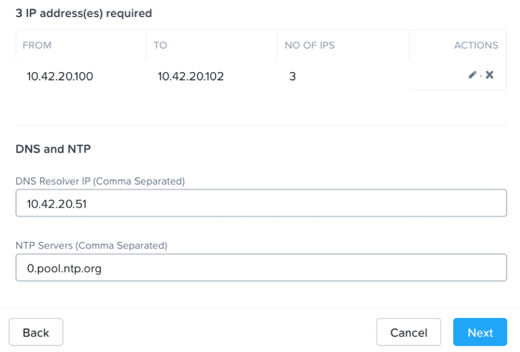 3 IP address(es) required
FROM TO NO OF IPS ACTIONS
10.42.20.100 10.42.20.102 3
DNS and NTP
DNS Resolver IP (Comma Separated)
10.42.20.51
NTP Servers (Comma Separated)
0.pool.ntp.org
Back Cancel Next